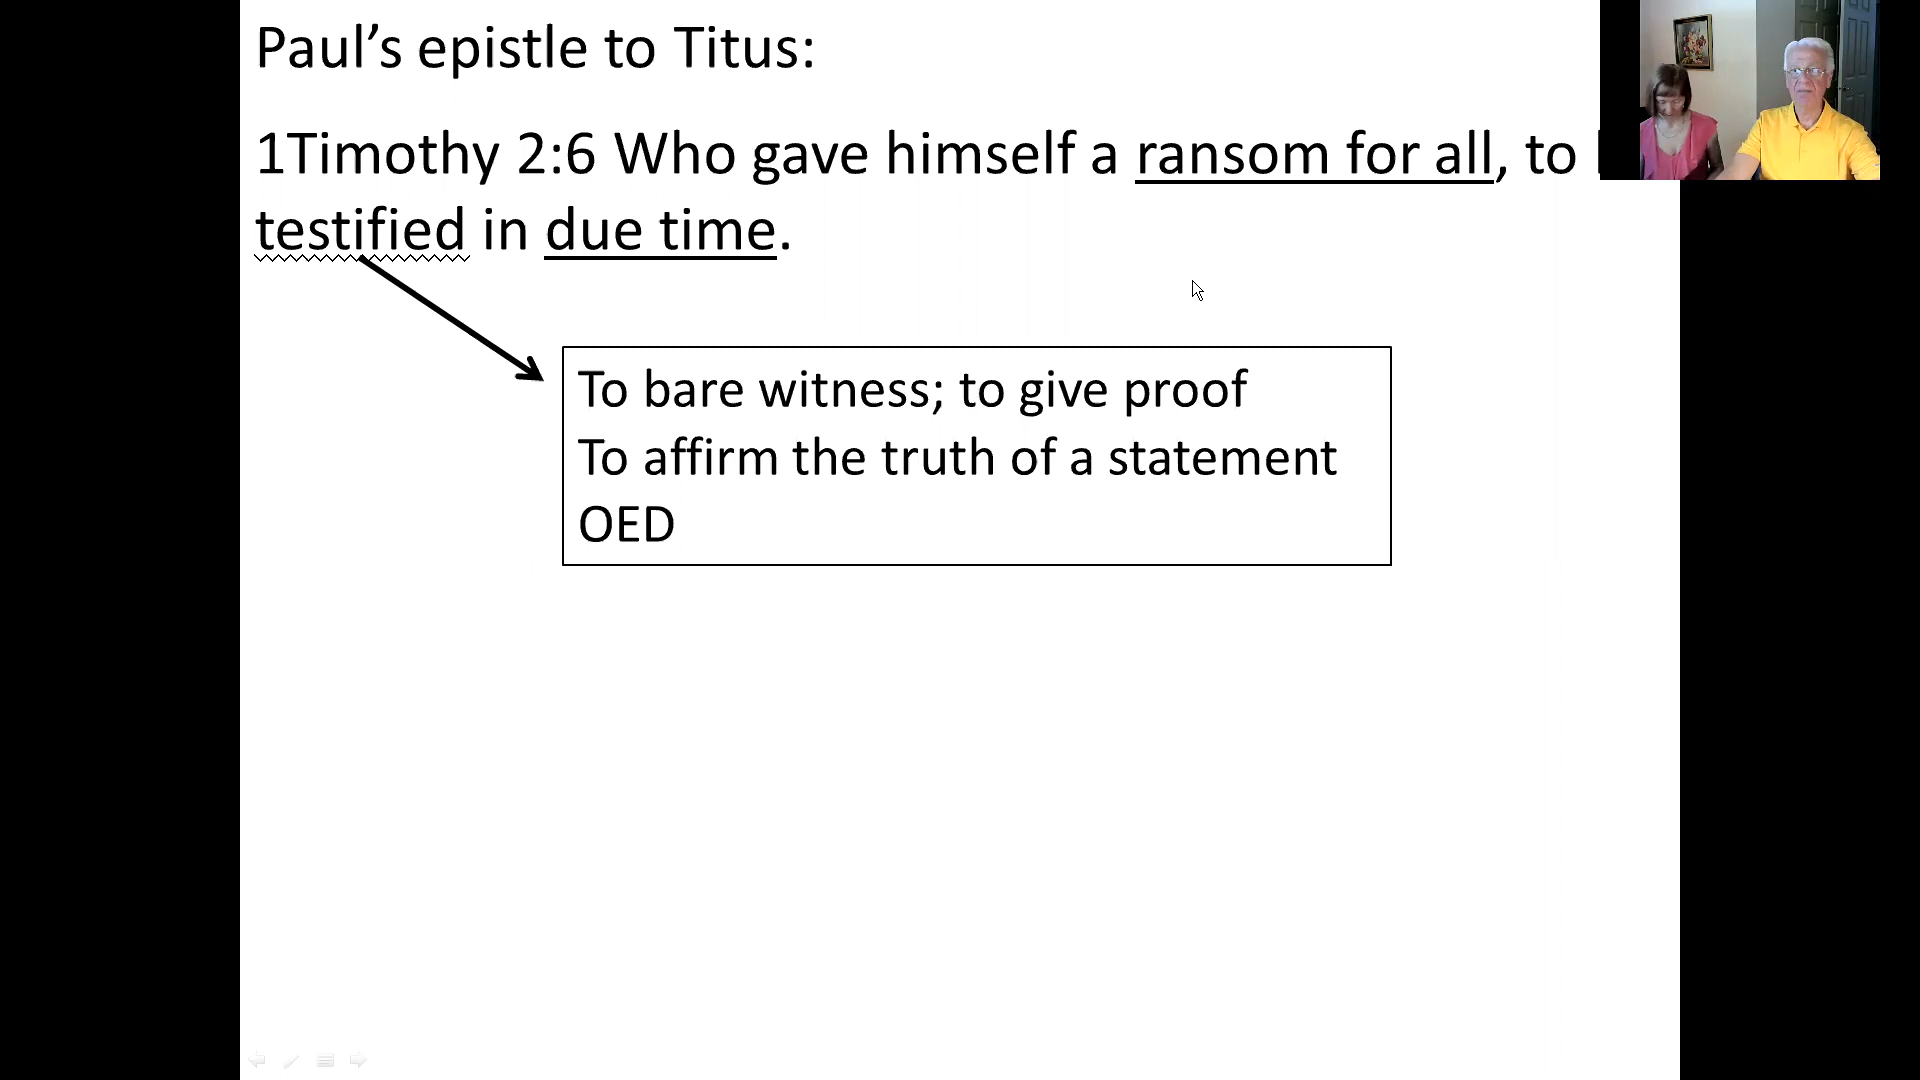 Paul’s epistle to Titus:
1Timothy 2:6 Who gave himself a ransom for all, to
testified in due time.
To bare witness; to give proof
To affirm the truth of a statement
OED